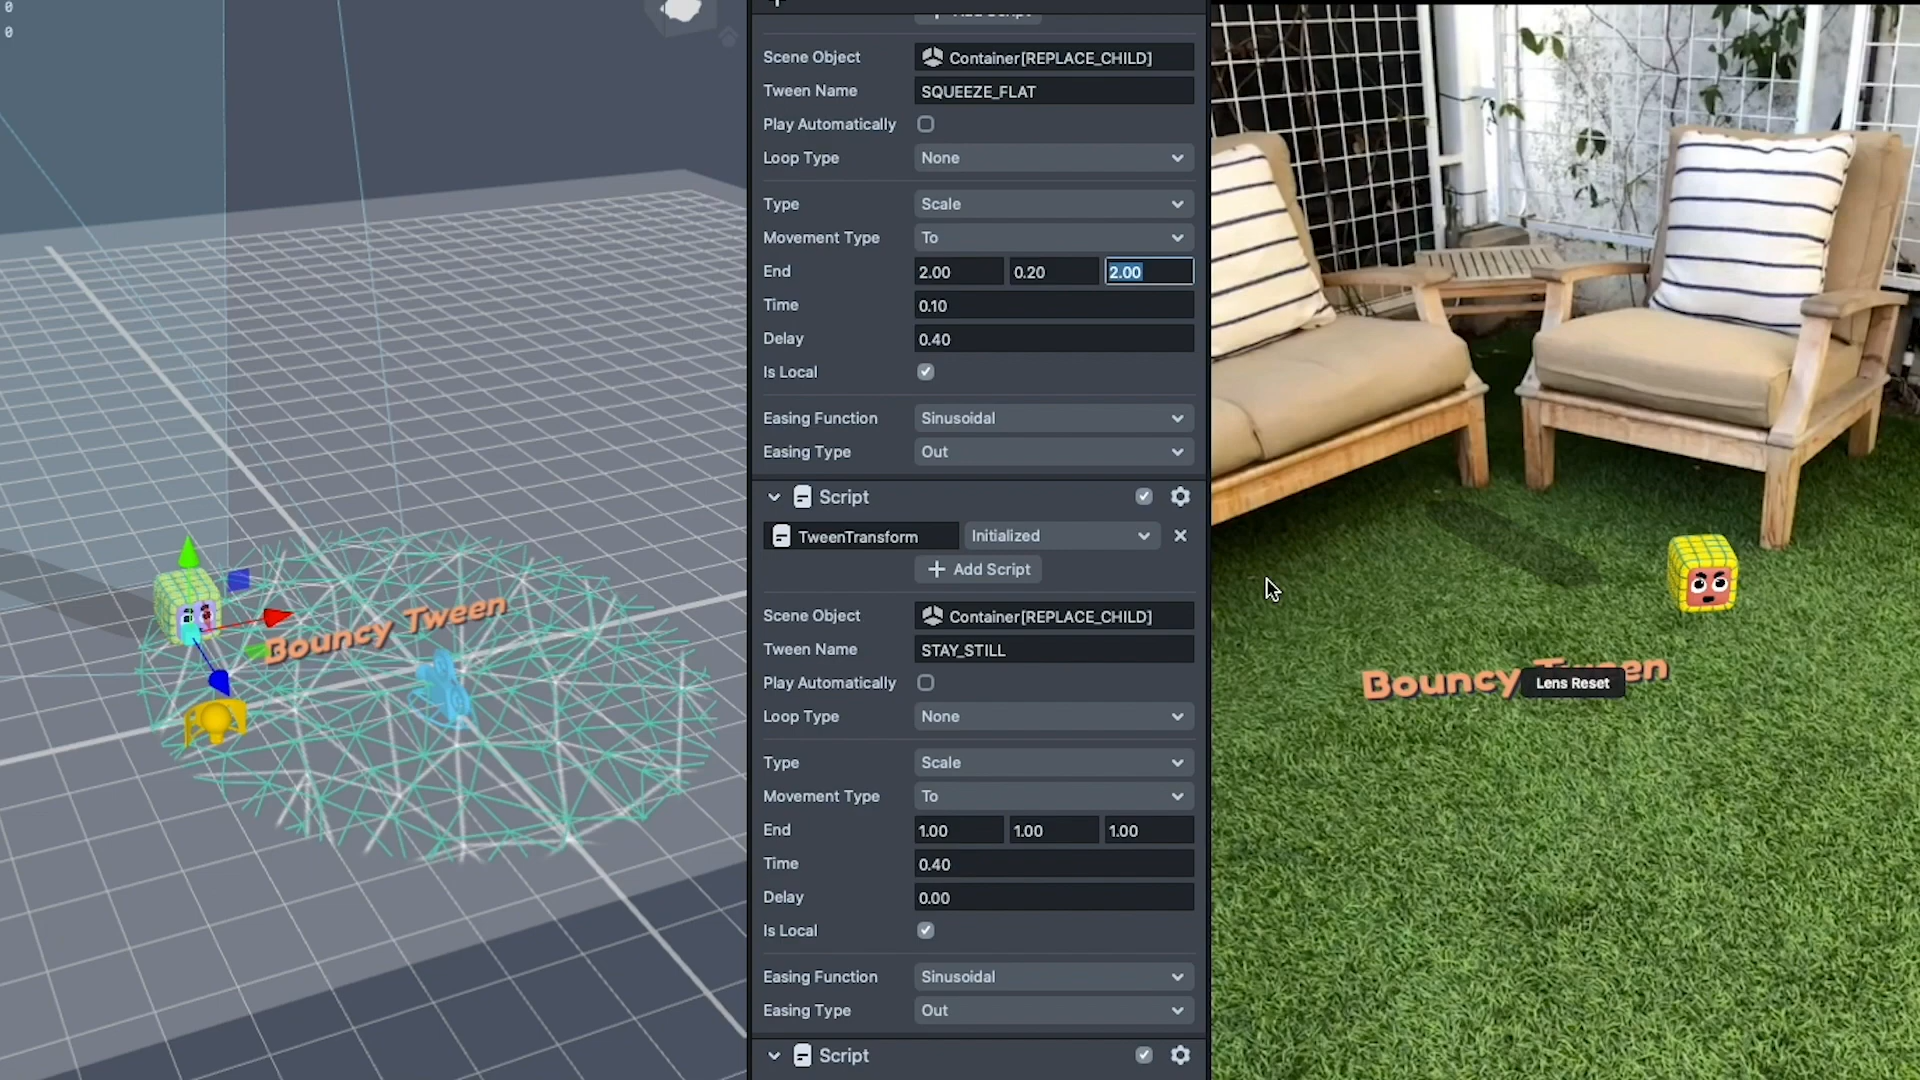 0
0
Add Script
Scene Object Container[REPLACE_CHILD]
Tween Name SQUEEZE_FLAT
Play Automatically
Loop Type None
Type Scale
Movement Type To
End 2.00 0.20 2.00
Time 0.10
Delay 0.40
Is Local
Easing Function Sinusoidal
Easing Type Out
Script
TweenTransform Initialized
+ Add Script
Scene Object Container[REPLACE_CHILD]
Tween Name STAY_STILL
Play Automatically
Loop Type None
Type Scale
Movement Type To
End 1.00 1.00 1.00
Time 0.40
Delay 0.00
Is Local
Easing Function Sinusoidal
Easing Type Out
Script
Bouncy Tween
Bouncy Tween
Lens Reset